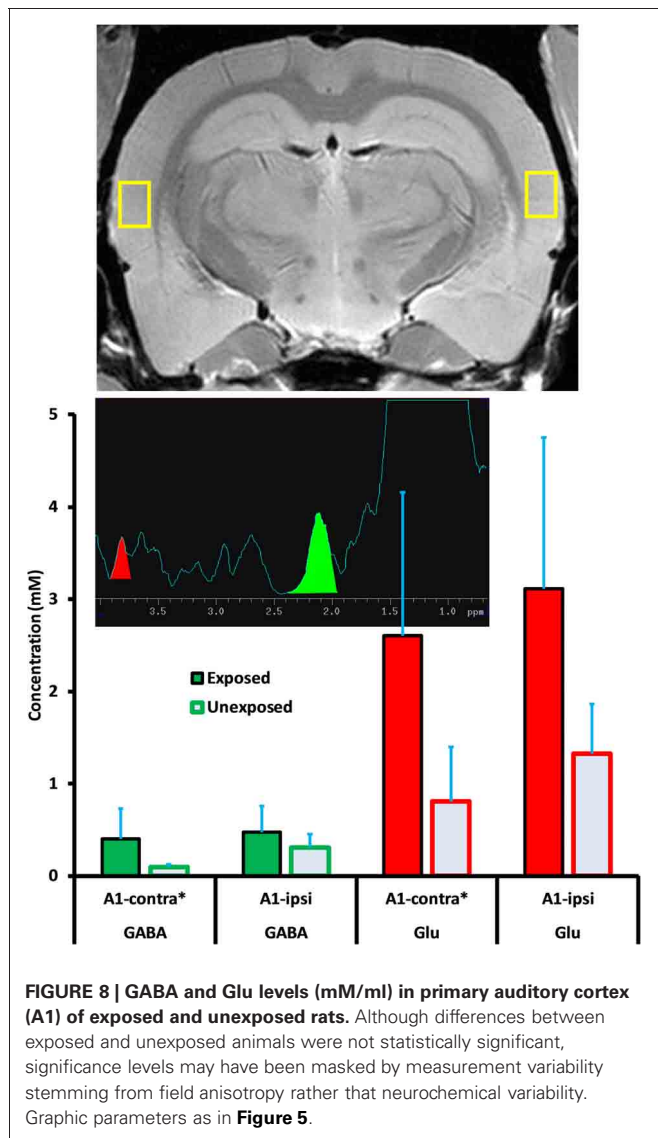 5
4
3
2
1
0
Concentration (mM)
3.5 3.0 2.5 2.0 1.5 1.0 ppm
Exposed
Unexposed
A1-contra* A1-ipsi A1-contra* A1-ipsi
GABA GABA Glu Glu
FIGURE 8 | GABA and Glu levels (mM/ml) in primary auditory cortex
(A1) of exposed and unexposed rats. Although differences between
exposed and unexposed animals were not statistically significant,
significance levels may have been masked by measurement variability
stemming from field anisotropy rather that neurochemical variability.
Graphic parameters as in Figure 5.